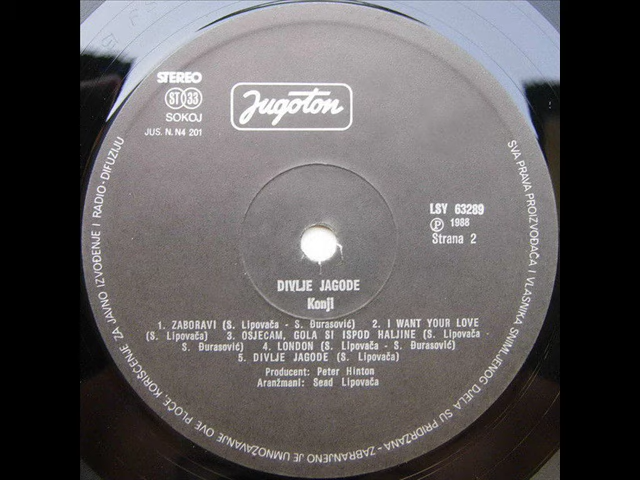 STEREO
ST 33
SOKOJ
JUS. N. N4 201
Jugoton
LSY 63289
P 1988
Strana 2
DIVLJE JAGODE
Konji
1. ZABORAVI (S. Lipovača - S. Đurasović) 2. I WANT YOUR LOVE
(S. Lipovača) 3. OSJEĆAM, GOLA SI ISPOD HALJINE (S. Lipovača -
S. Đurasović) 4. LONDON (S. Lipovača - S. Đurasović)
5. DIVLJE JAGODE (S. Lipovača)
Producent: Peter Hinton
Aranžmani: Sead Lipovača
SVA PRAVA PROIZVOĐAČA I VLASNIKA SNIMLJENOG DJELA SU PRIDRŽANA - ZABRANJENO JE UMNOŽAVANJE OVE PLOČE, KORIŠĆENJE ZA JAVNO IZVOĐENJE I RADIO-DIFUZIJU